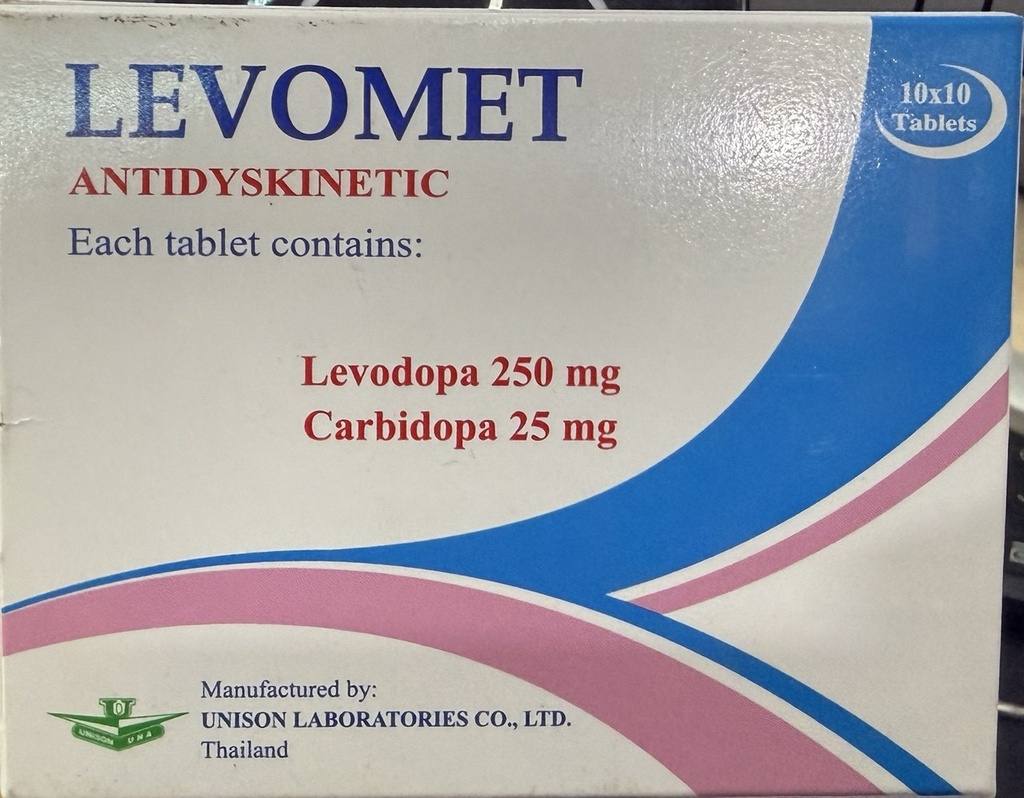 LEVOMET
10x10
Tablets
ANTIDYSKINETIC
Each tablet contains:
Levodopa 250 mg
Carbidopa 25 mg
Manufactured by:
UNISON LABORATORIES CO., LTD.
Thailand
U
UNISON U N A